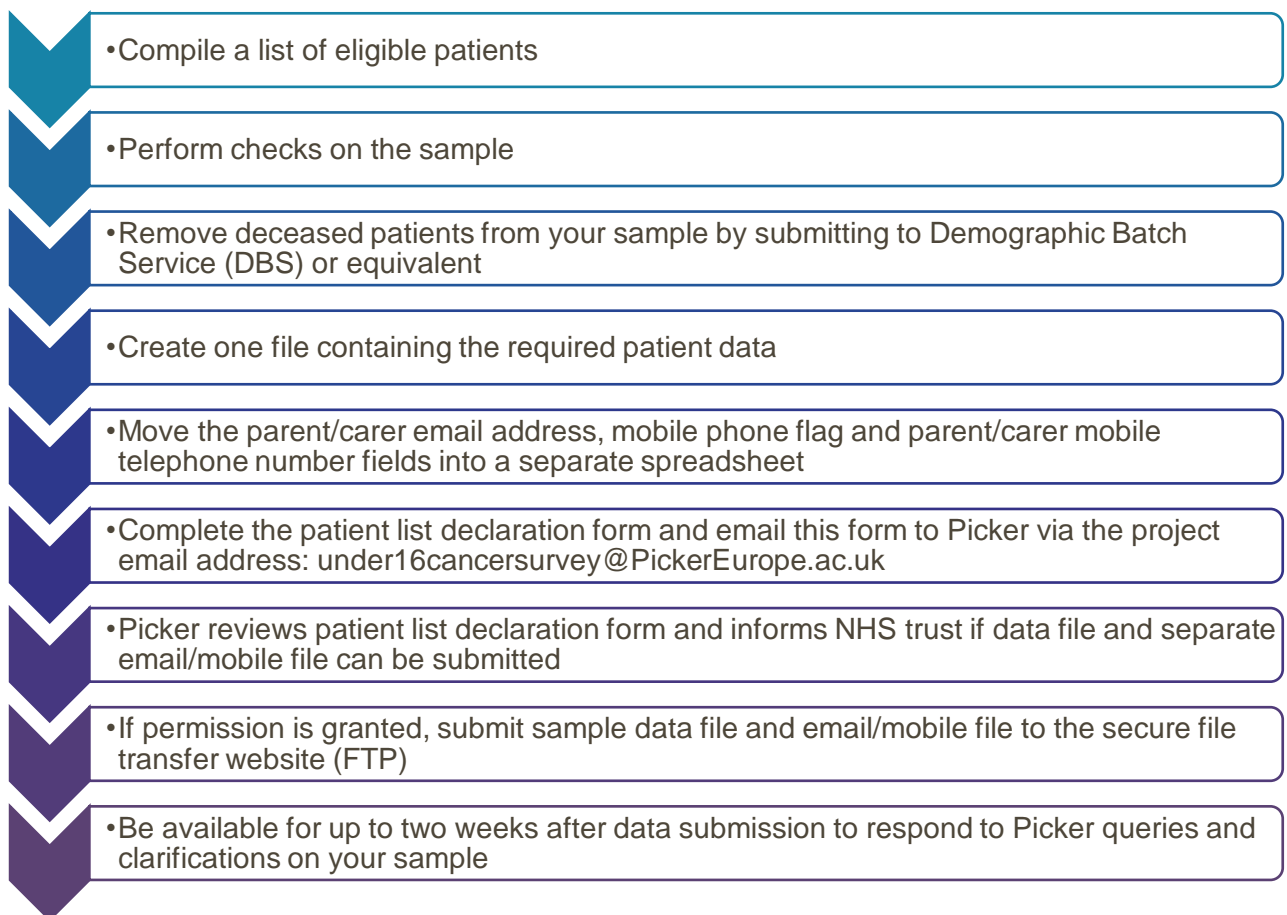 •Compile a list of eligible patients
•Perform checks on the sample
•Remove deceased patients from your sample by submitting to Demographic Batch
Service (DBS) or equivalent
•Create one file containing the required patient data
•Move the parent/carer email address, mobile phone flag and parent/carer mobile
telephone number fields into a separate spreadsheet
•Complete the patient list declaration form and email this form to Picker via the project
email address: under16cancersurvey@PickerEurope.ac.uk
•Picker reviews patient list declaration form and informs NHS trust if data file and separate
email/mobile file can be submitted
•If permission is granted, submit sample data file and email/mobile file to the secure file
transfer website (FTP)
•Be available for up to two weeks after data submission to respond to Picker queries and
clarifications on your sample